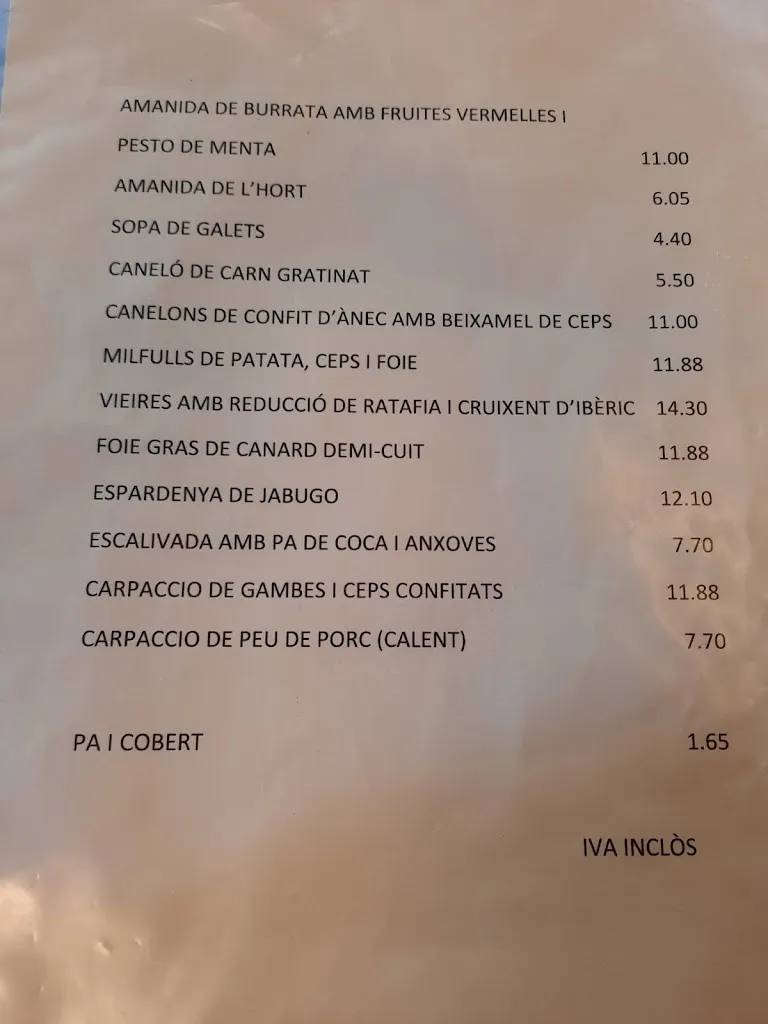 AMANIDA DE BURRATA AMB FRUITES VERMELLES I
PESTO DE MENTA 11.00
AMANIDA DE L'HORT 6.05
SOPA DE GALETS 4.40
CANELÓ DE CARN GRATINAT 5.50
CANELONS DE CONFIT D'ÀNEC AMB BEIXAMEL DE CEPS 11.00
MILFULLS DE PATATA, CEPS I FOIE 11.88
VIEIRES AMB REDUCCIÓ DE RATAFIA I CRUIXENT D'IBÈRIC 14.30
FOIE GRAS DE CANARD DEMI-CUIT 11.88
ESPARDENYA DE JABUGO 12.10
ESCALIVADA AMB PA DE COCA I ANXOVES 7.70
CARPACCIO DE GAMBES I CEPS CONFITATS 11.88
CARPACCIO DE PEU DE PORC (CALENT) 7.70
PA I COBERT 1.65
IVA INCLÒS